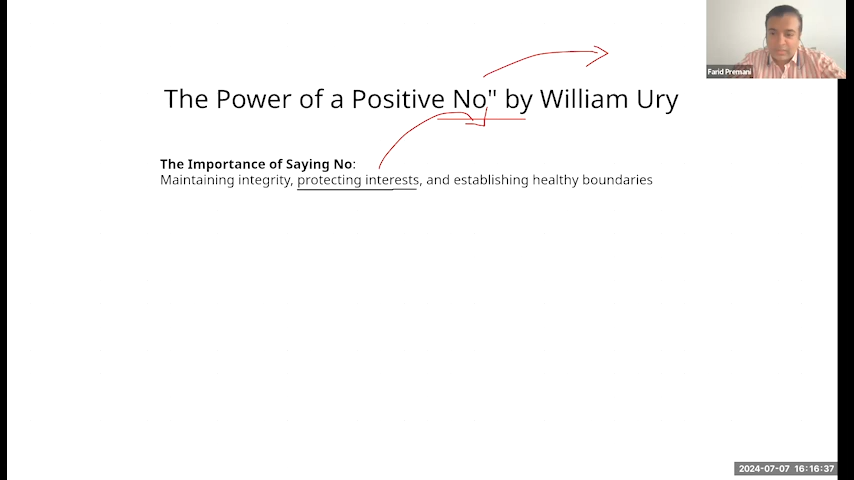 Farid Premani
The Power of a Positive No" by William Ury
The Importance of Saying No:
Maintaining integrity, protecting interests, and establishing healthy boundaries
2024-07-07 16:16:37